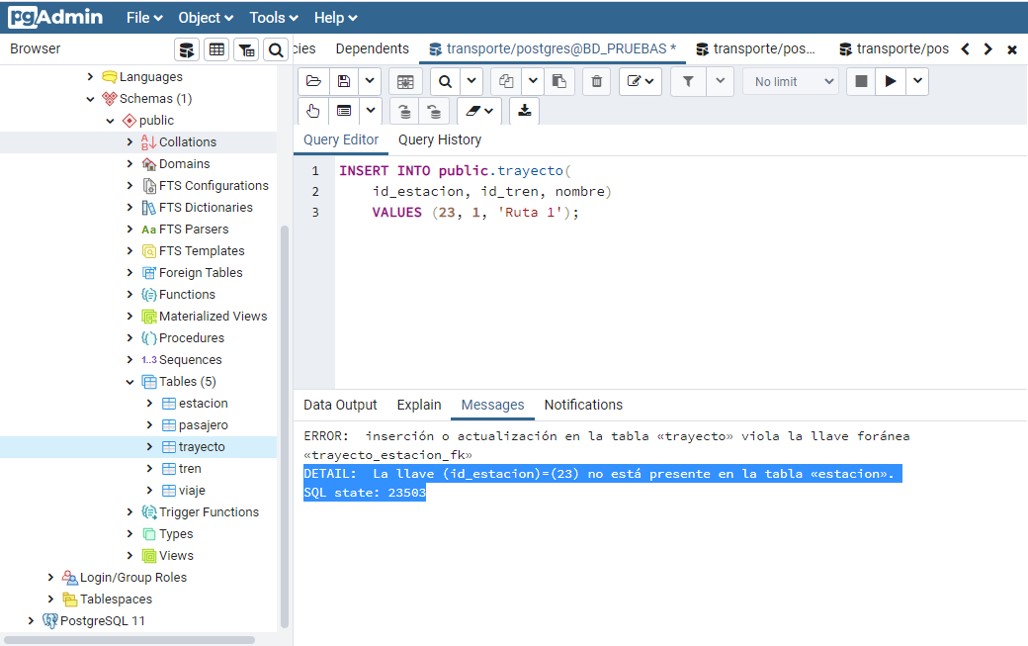 pgAdmin File Object Tools Help
Browser
cies Dependents transporte/postgres@BD_PRUEBAS * transporte/pos... transporte/pos
Languages
Schemas (1)
public
Collations
Domains
FTS Configurations
FTS Dictionaries
Aa FTS Parsers
FTS Templates
Foreign Tables
Functions
Materialized Views
Procedures
1..3 Sequences
Tables (5)
estacion
pasajero
trayecto
tren
viaje
Trigger Functions
Types
Views
Login/Group Roles
Tablespaces
PostgreSQL 11
No limit
Query Editor Query History
1 INSERT INTO public.trayecto(
2 id_estacion, id_tren, nombre)
3 VALUES (23, 1, 'Ruta 1');
Data Output Explain Messages Notifications
ERROR: inserción o actualización en la tabla «trayecto» viola la llave foránea
«trayecto_estacion_fk»
DETAIL: La llave (id_estacion)=(23) no está presente en la tabla «estacion».
SQL state: 23503